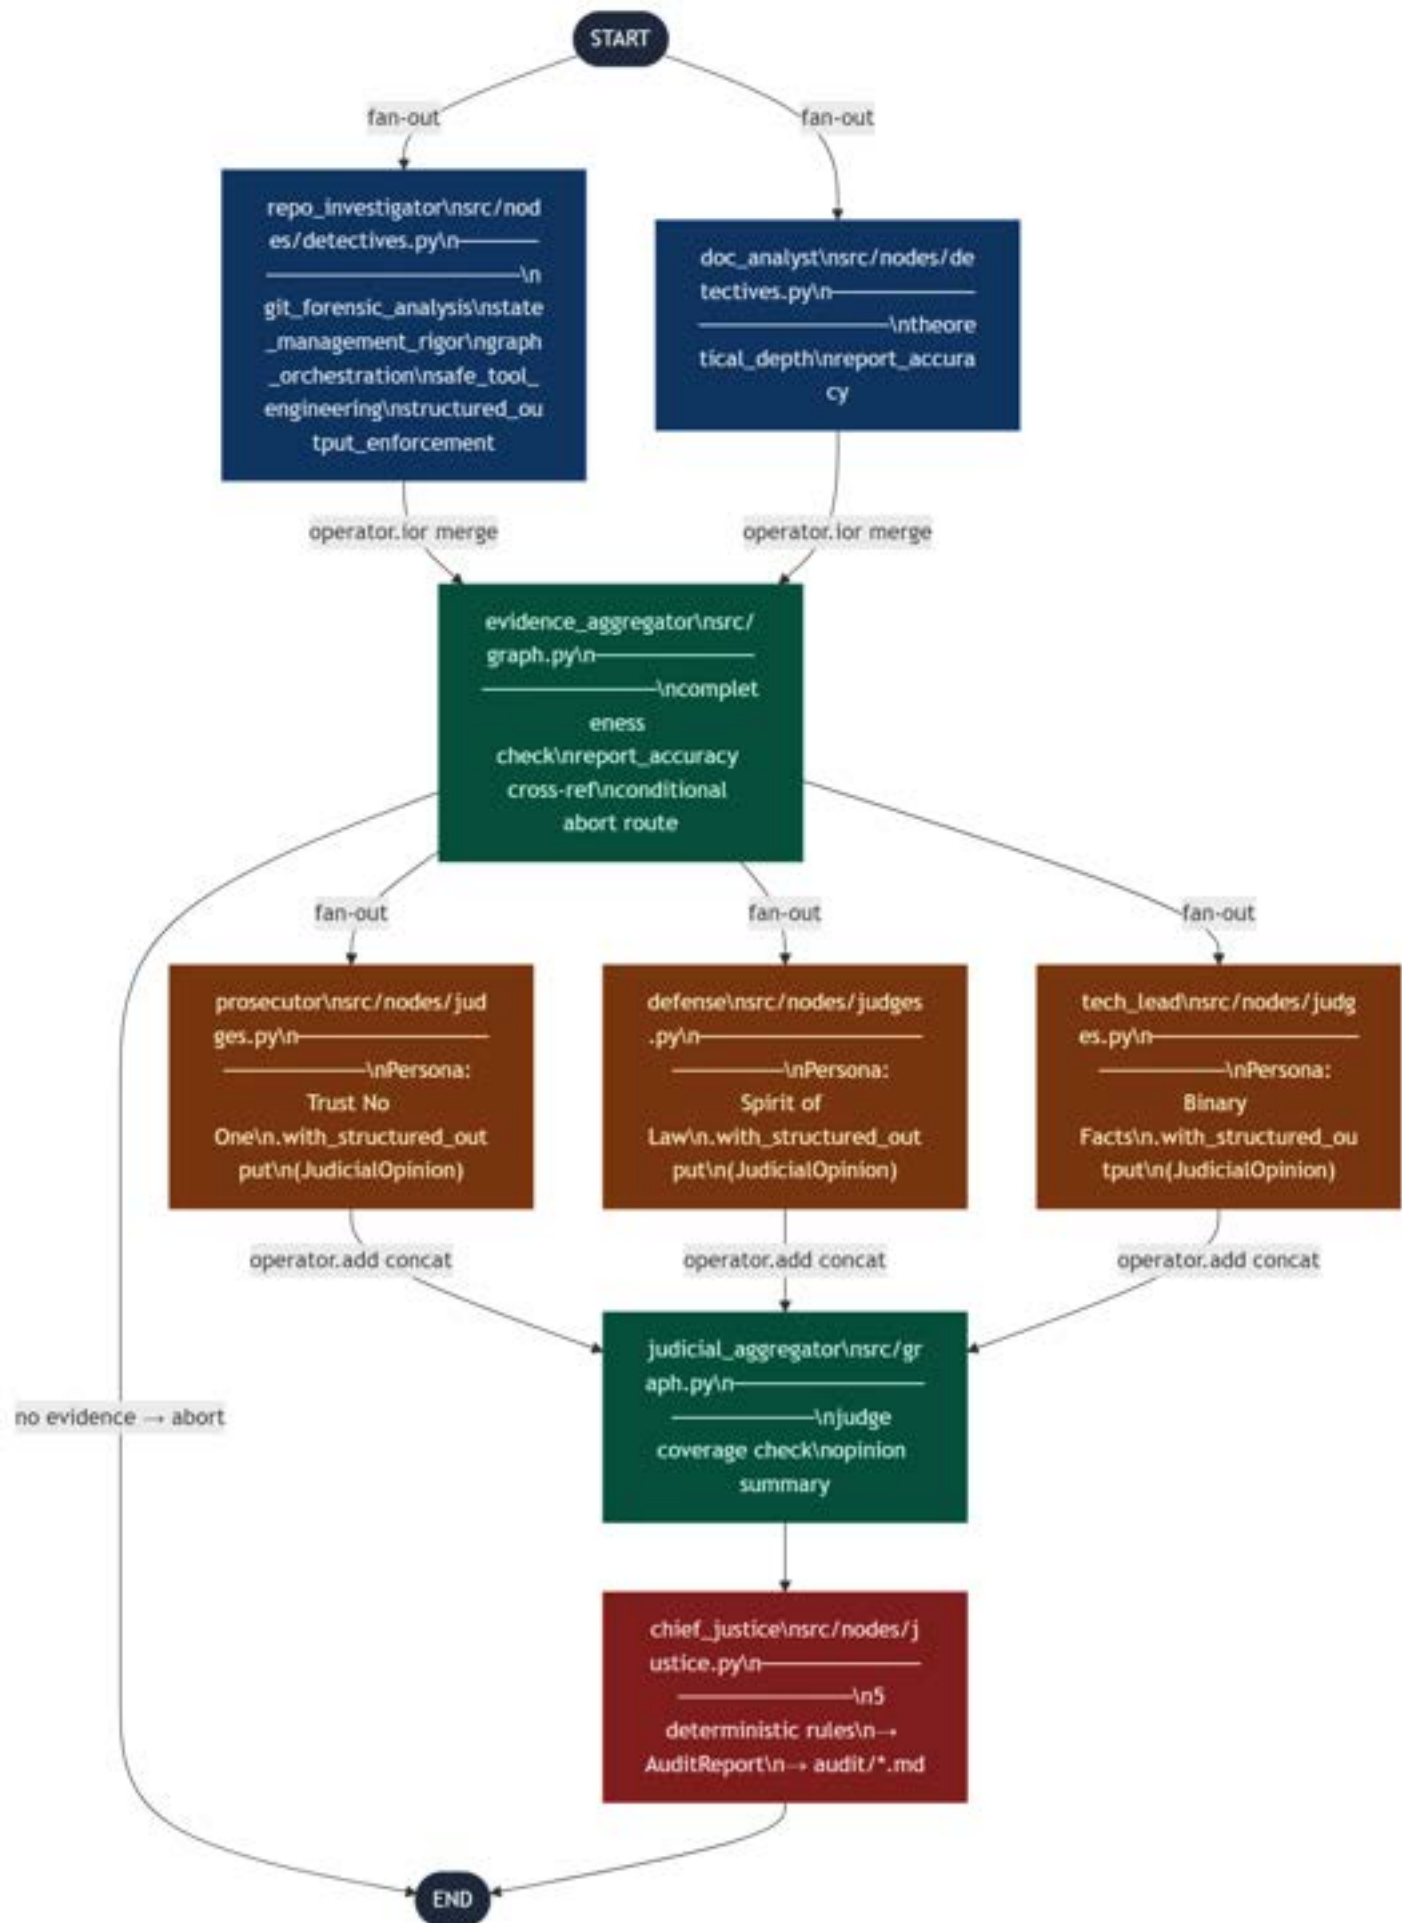 START
fan-out
fan-out
repo_investigator\nsrc/nod
es/detectives.py\n───────
──────────────────────\n
git_forensic_analysis\nstate
_management_rigor\ngraph
_orchestration\nsafe_tool_
engineering\nstructured_ou
tput_enforcement
doc_analyst\nsrc/nodes/de
tectives.py\n────────────
────────────────\ntheore
tical_depth\nreport_accura
cy
operator.ior merge
operator.ior merge
evidence_aggregator\nsrc/
graph.py\n─────────────
───────────────\ncomplet
eness
check\nreport_accuracy
cross-ref\nconditional
abort route
fan-out
fan-out
fan-out
prosecutor\nsrc/nodes/jud
ges.py\n────────────────
────────────\nPersona:
Trust No
One\n.with_structured_out
put\n(JudicialOpinion)
defense\nsrc/nodes/judges
.py\n───────────────────
─────────\nPersona:
Spirit of
Law\n.with_structured_out
put\n(JudicialOpinion)
tech_lead\nsrc/nodes/judg
es.py\n─────────────────
───────────\nPersona:
Binary
Facts\n.with_structured_ou
tput\n(JudicialOpinion)
operator.add concat
operator.add concat
operator.add concat
judicial_aggregator\nsrc/gr
aph.py\n────────────────
────────────\njudge
coverage check\nopinion
summary
no evidence → abort
chief_justice\nsrc/nodes/j
ustice.py\n─────────────
───────────────\n5
deterministic rules\n→
AuditReport\n→ audit/*.md
END